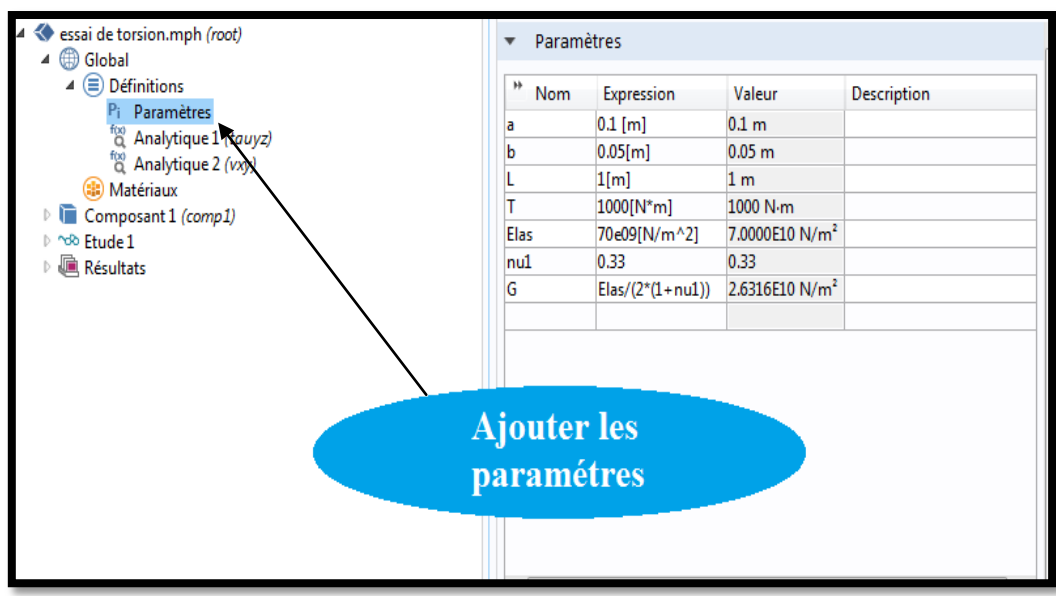 essai de torsion.mph (root)
Global
Définitions
Pi Paramètres
f(x) Analytique 1 (tauyz)
f(x) Analytique 2 (vxy)
Matériaux
Composant 1 (comp1)
Etude 1
Résultats
Paramètres
Nom Expression Valeur Description
a 0.1 [m] 0.1 m
b 0.05[m] 0.05 m
L 1[m] 1 m
T 1000[N*m] 1000 N·m
Elas 70e09[N/m^2] 7.0000E10 N/m²
nu1 0.33 0.33
G Elas/(2*(1+nu1)) 2.6316E10 N/m²
Ajouter les
paramétres